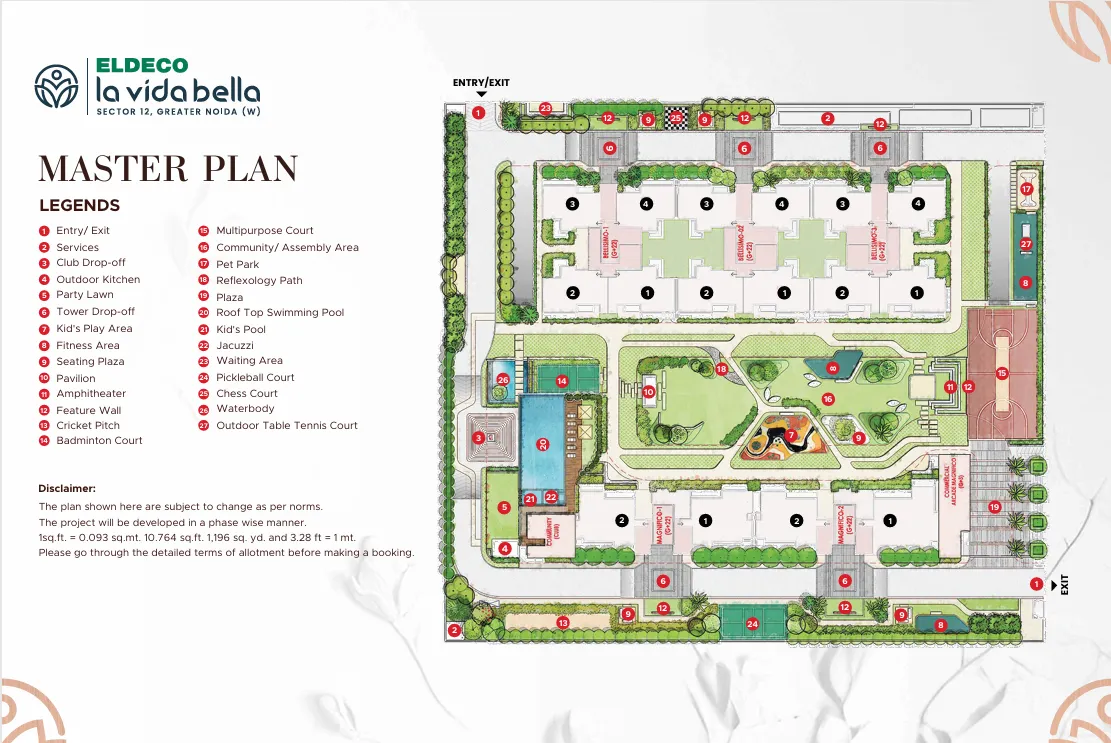 ELDECO
la vida bella
SECTOR 12, GREATER NOIDA (W)
MASTER PLAN
LEGENDS
1 Entry/ Exit
2 Services
3 Club Drop-off
4 Outdoor Kitchen
5 Party Lawn
6 Tower Drop-off
7 Kid's Play Area
8 Fitness Area
9 Seating Plaza
10 Pavilion
11 Amphitheater
12 Feature Wall
13 Cricket Pitch
14 Badminton Court
15 Multipurpose Court
16 Community/ Assembly Area
17 Pet Park
18 Reflexology Path
19 Plaza
20 Roof Top Swimming Pool
21 Kid's Pool
22 Jacuzzi
23 Waiting Area
24 Pickleball Court
25 Chess Court
26 Waterbody
27 Outdoor Table Tennis Court
Disclaimer:
The plan shown here are subject to change as per norms.
The project will be developed in a phase wise manner.
1sq.ft. = 0.093 sq.mt. 10.764 sq.ft. 1,196 sq. yd. and 3.28 ft = 1 mt.
Please go through the detailed terms of allotment before making a booking.
ENTRY/EXIT
1
23
12
9
25
9
12
2
12
6
6
6
3
4
3
4
3
4
17
BELLISIMO-1
(G+22)
BELLISIMO-02
(G+22)
BELLISIMO-3
(G+22)
27
8
2
1
2
1
2
1
26
14
10
18
8
16
11
12
15
3
20
7
9
5
21
22
4
COMMUNITY
(CLUB)
2
MAGNIFICO-1
(G+22)
1
2
MAGNIFICO-2
(G+22)
1
COMMERCIAL
ARCADE MAGNIFICO
19
6
6
1
EXIT
2
13
9
12
24
12
9
8